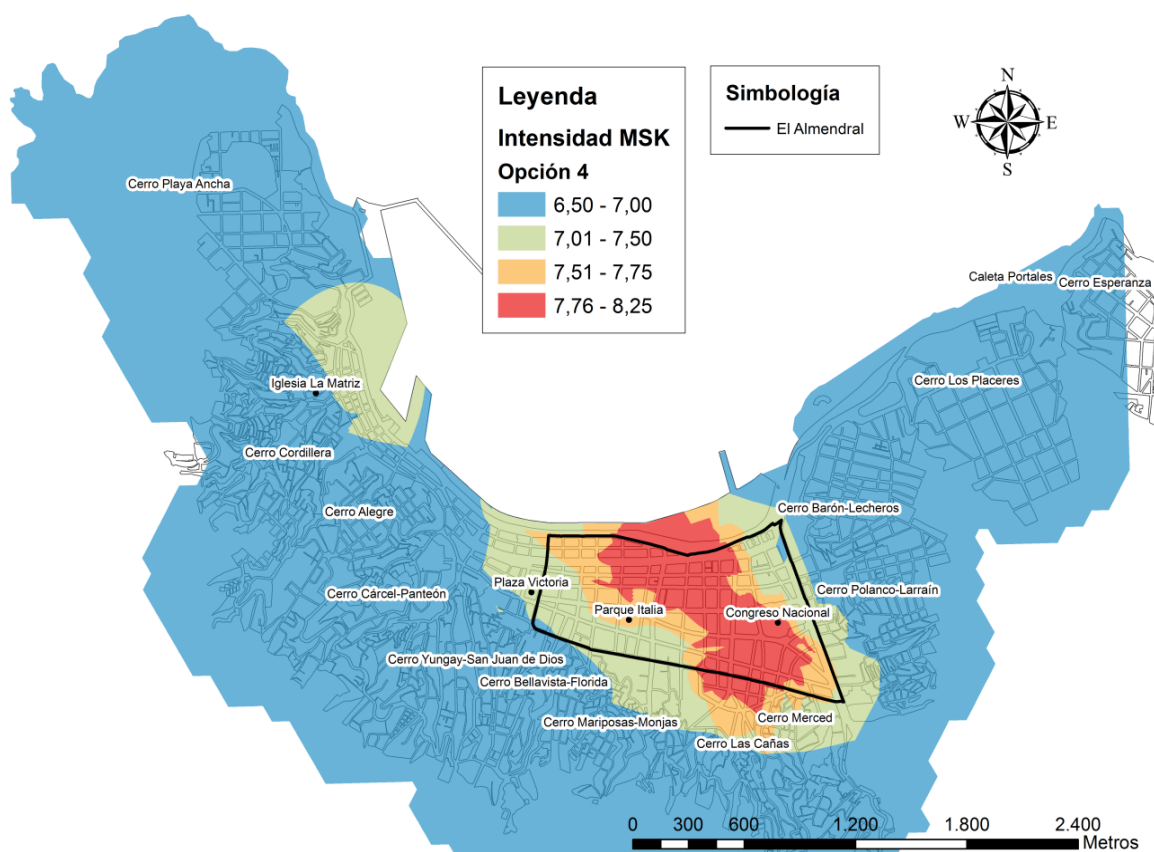 Leyenda
Intensidad MSK
Opción 4
6,50 - 7,00
7,01 - 7,50
7,51 - 7,75
7,76 - 8,25
Simbología
El Almendral
N
W E
S
Cerro Playa Ancha
Caleta Portales
Cerro Esperanza
Iglesia La Matriz
Cerro Los Placeres
Cerro Cordillera
Cerro Alegre
Cerro Barón-Lecheros
Plaza Victoria
Cerro Cárcel-Panteón
Cerro Polanco-Larraín
Parque Italia
Congreso Nacional
Cerro Yungay-San Juan de Dios
Cerro Bellavista-Florida
Cerro Mariposas-Monjas
Cerro Merced
Cerro Las Cañas
0 300 600 1.200 1.800 2.400
Metros